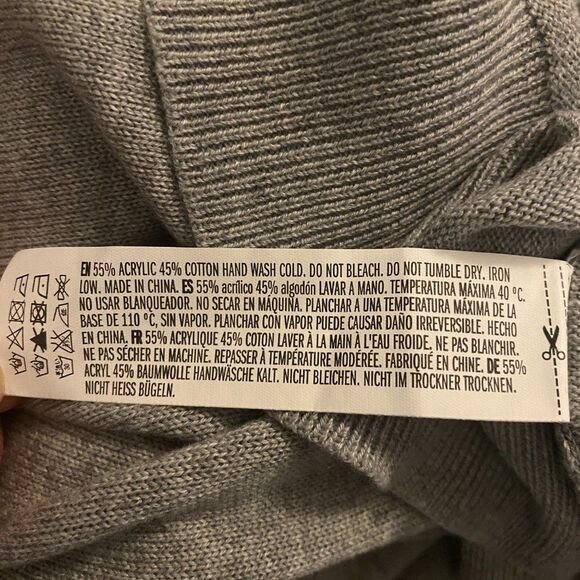 EN 55% ACRYLIC 45% COTTON HAND WASH COLD. DO NOT BLEACH. DO NOT TUMBLE DRY. IRON
LOW. MADE IN CHINA. ES 55% acrílico 45% algodón LAVAR A MANO. TEMPERATURA MÁXIMA 40 ºC.
NO USAR BLANQUEADOR. NO SECAR EN MÁQUINA. PLANCHAR A UNA TEMPERATURA MÁXIMA DE LA
BASE DE 110 ºC, SIN VAPOR. PLANCHAR CON VAPOR PUEDE CAUSAR DAÑO IRREVERSIBLE. HECHO
EN CHINA. FR 55% ACRYLIQUE 45% COTON LAVER À LA MAIN À L'EAU FROIDE. NE PAS BLANCHIR.
NE PAS SÉCHER EN MACHINE. REPASSER À TEMPÉRATURE MODÉRÉE. FABRIQUÉ EN CHINE. DE 55%
ACRYL 45% BAUMWOLLE HANDWÄSCHE KALT. NICHT BLEICHEN. NICHT IM TROCKNER TROCKNEN.
NICHT HEISS BÜGELN.